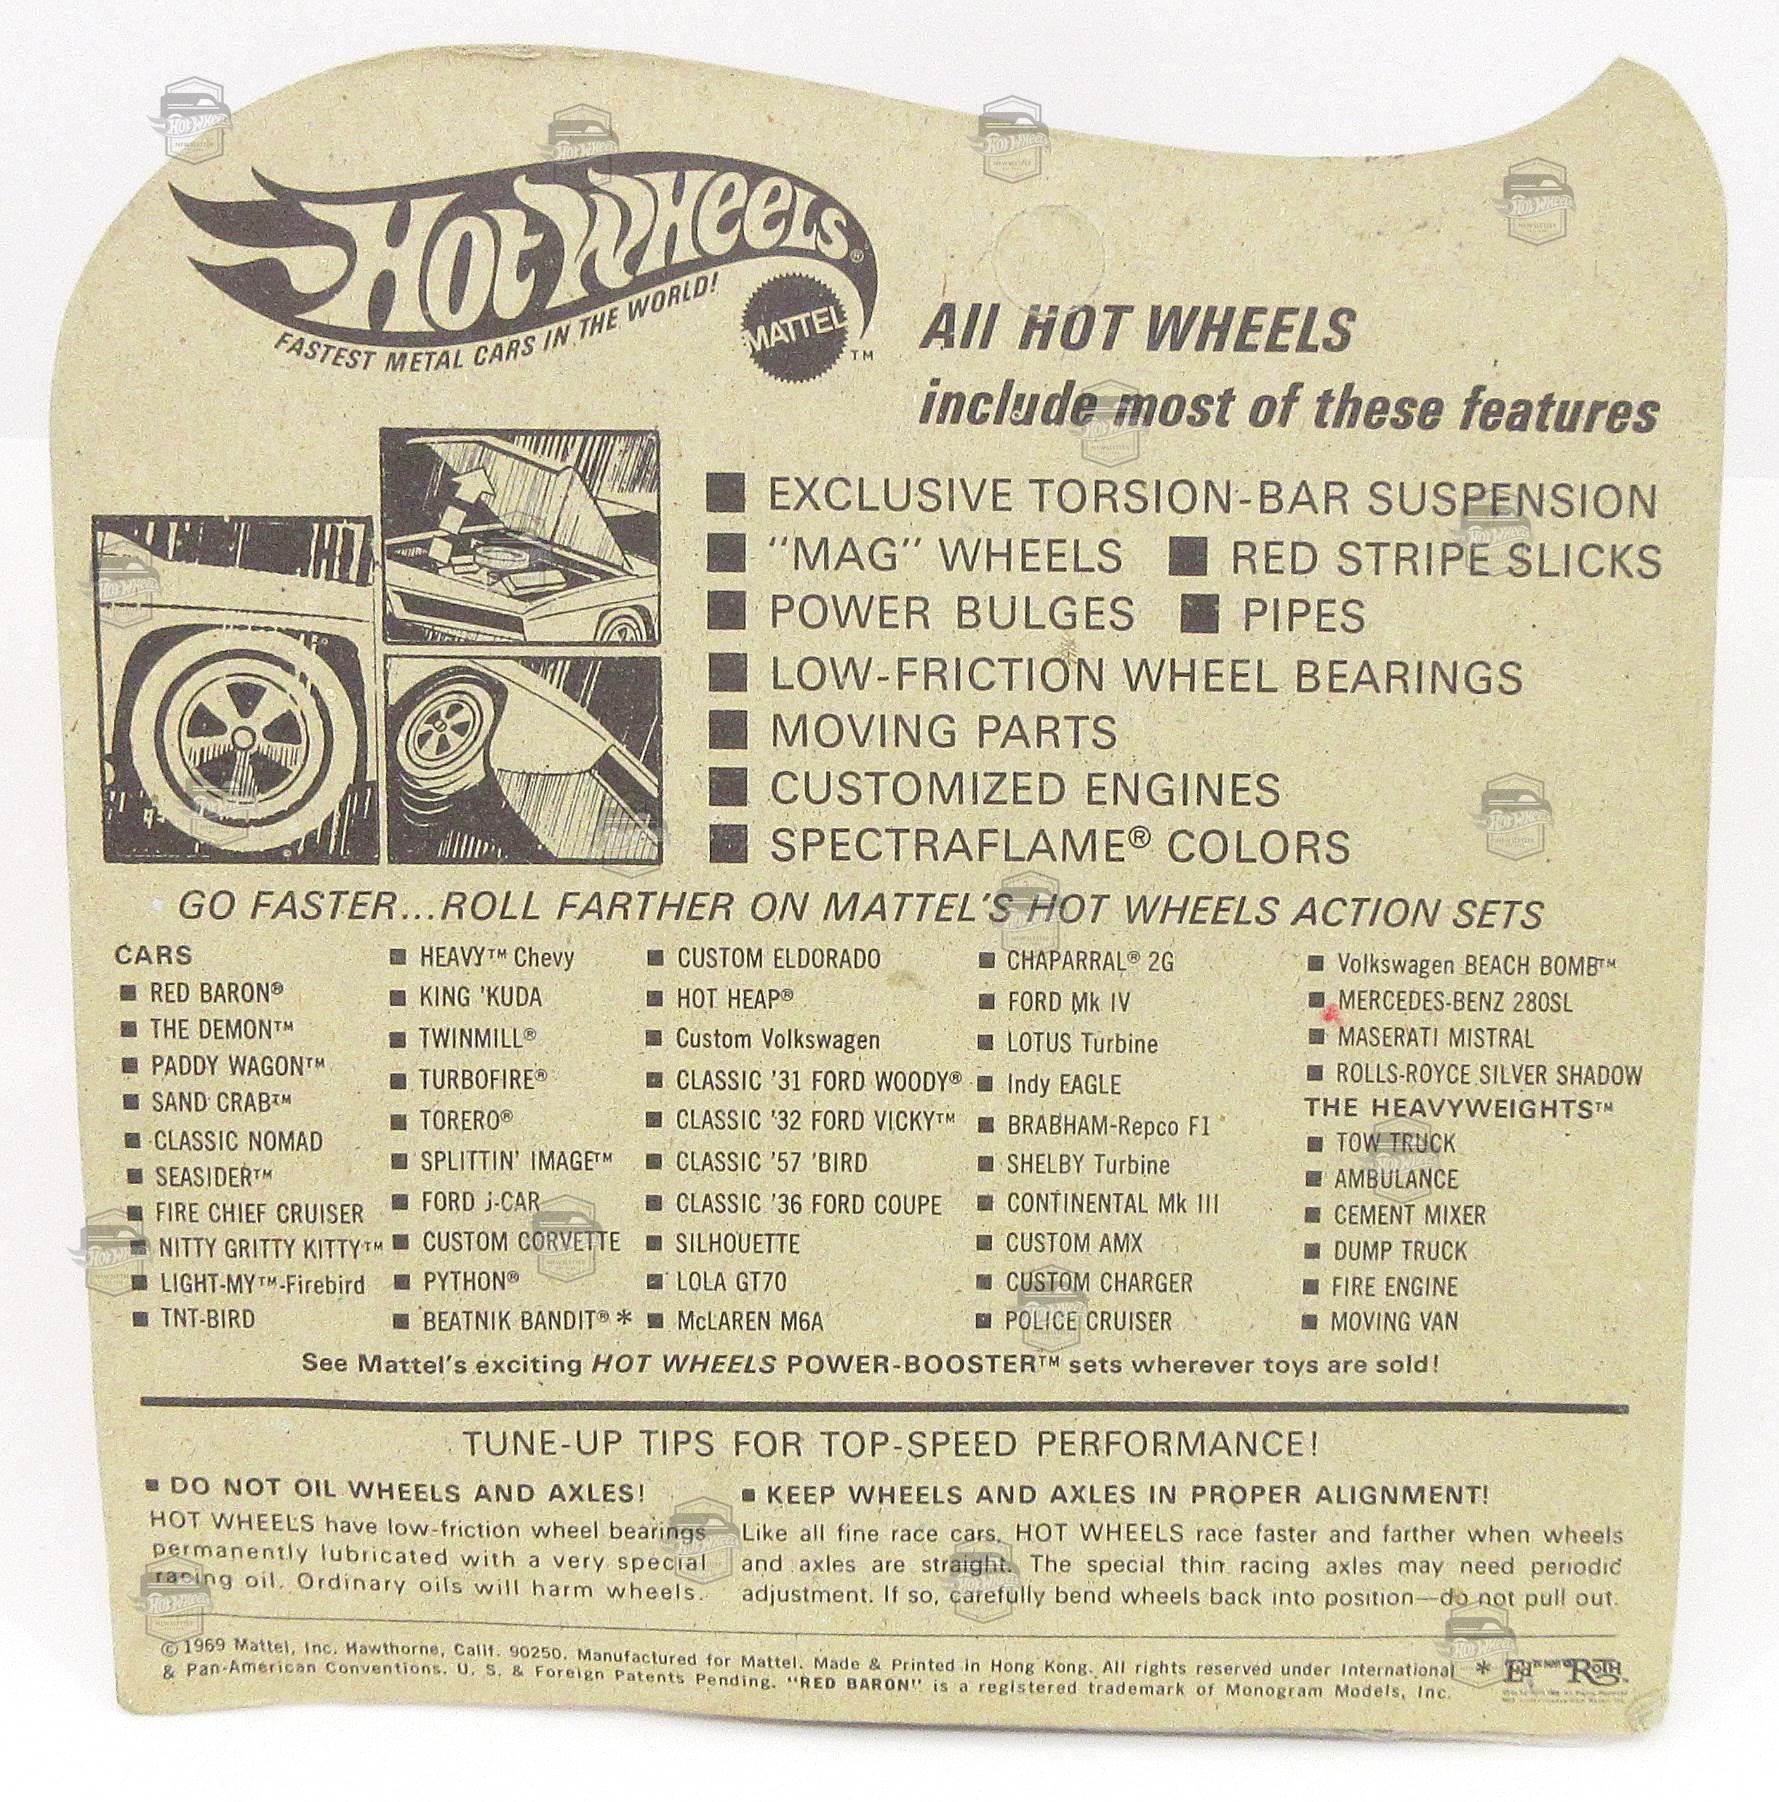 HOT WHEELS®
FASTEST METAL CARS IN THE WORLD!
MATTEL™
All HOT WHEELS
include most of these features
■ EXCLUSIVE TORSION-BAR SUSPENSION
■ "MAG" WHEELS ■ RED STRIPE SLICKS
■ POWER BULGES ■ PIPES
■ LOW-FRICTION WHEEL BEARINGS
■ MOVING PARTS
■ CUSTOMIZED ENGINES
■ SPECTRAFLAME® COLORS
GO FASTER...ROLL FARTHER ON MATTEL'S HOT WHEELS ACTION SETS
CARS
■ RED BARON®
■ THE DEMON™
■ PADDY WAGON™
■ SAND CRAB™
■ CLASSIC NOMAD
■ SEASIDER™
■ FIRE CHIEF CRUISER
■ NITTY GRITTY KITTY™
■ LIGHT-MY™-Firebird
■ TNT-BIRD
■ HEAVY™ Chevy
■ KING 'KUDA
■ TWINMILL®
■ TURBOFIRE®
■ TORERO®
■ SPLITTIN' IMAGE™
■ FORD J-CAR
■ CUSTOM CORVETTE
■ PYTHON®
■ BEATNIK BANDIT® *
■ CUSTOM ELDORADO
■ HOT HEAP®
■ Custom Volkswagen
■ CLASSIC '31 FORD WOODY®
■ CLASSIC '32 FORD VICKY™
■ CLASSIC '57 'BIRD
■ CLASSIC '36 FORD COUPE
■ SILHOUETTE
■ LOLA GT70
■ McLAREN M6A
■ CHAPARRAL® 2G
■ FORD Mk IV
■ LOTUS Turbine
■ Indy EAGLE
■ BRABHAM-Repco F1
■ SHELBY Turbine
■ CONTINENTAL Mk III
■ CUSTOM AMX
■ CUSTOM CHARGER
■ POLICE CRUISER
■ Volkswagen BEACH BOMB™
■ MERCEDES-BENZ 280SL
■ MASERATI MISTRAL
■ ROLLS-ROYCE SILVER SHADOW
THE HEAVYWEIGHTS™
■ TOW TRUCK
■ AMBULANCE
■ CEMENT MIXER
■ DUMP TRUCK
■ FIRE ENGINE
■ MOVING VAN
See Mattel's exciting HOT WHEELS POWER-BOOSTER™ sets wherever toys are sold!
TUNE-UP TIPS FOR TOP-SPEED PERFORMANCE!
■ DO NOT OIL WHEELS AND AXLES!
HOT WHEELS have low-friction wheel bearings
permanently lubricated with a very special
racing oil. Ordinary oils will harm wheels.
■ KEEP WHEELS AND AXLES IN PROPER ALIGNMENT!
Like all fine race cars, HOT WHEELS race faster and farther when wheels
and axles are straight. The special thin racing axles may need periodic
adjustment. If so, carefully bend wheels back into position—do not pull out.
© 1969 Mattel, Inc. Hawthorne, Calif. 90250. Manufactured for Mattel. Made & Printed in Hong Kong. All rights reserved under International
& Pan-American Conventions. U. S. & Foreign Patents Pending. "RED BARON" is a registered trademark of Monogram Models, Inc.
* Ed Roth